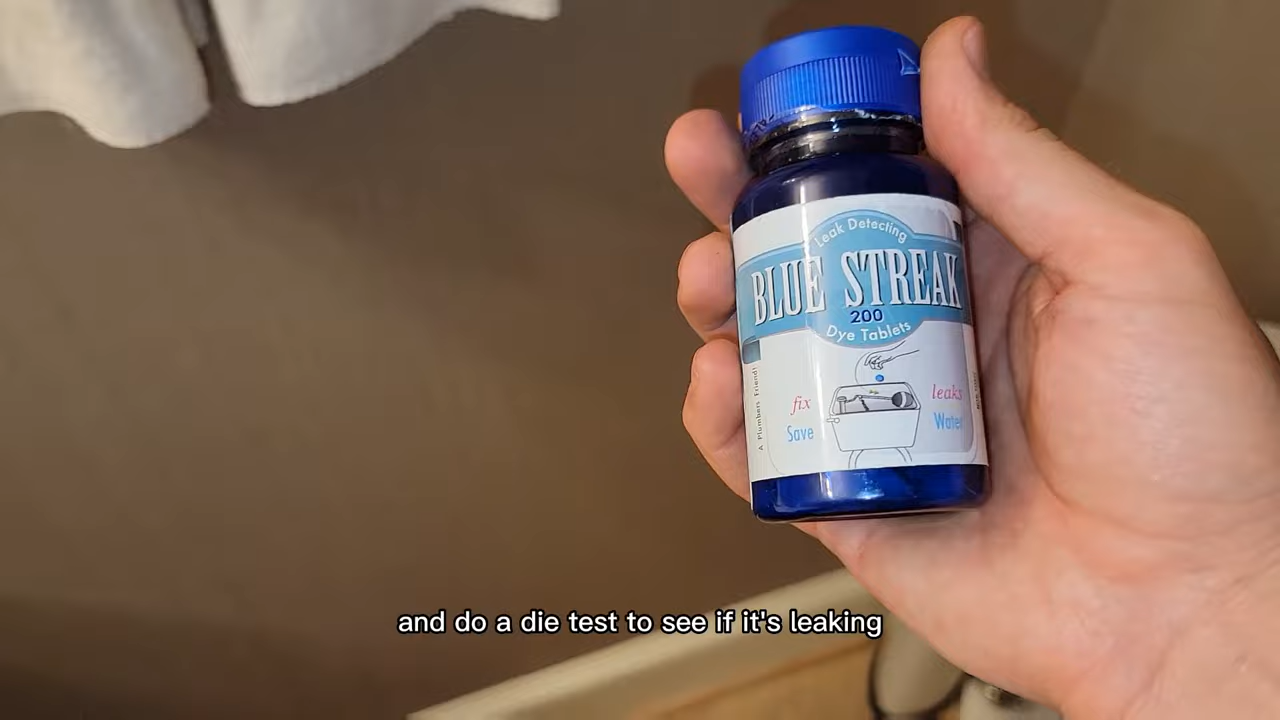 Leak Detecting
BLUE STREAK
200
Dye Tablets
A Plumbers Friend!
fix leaks
Save Water
and do a die test to see if it's leaking